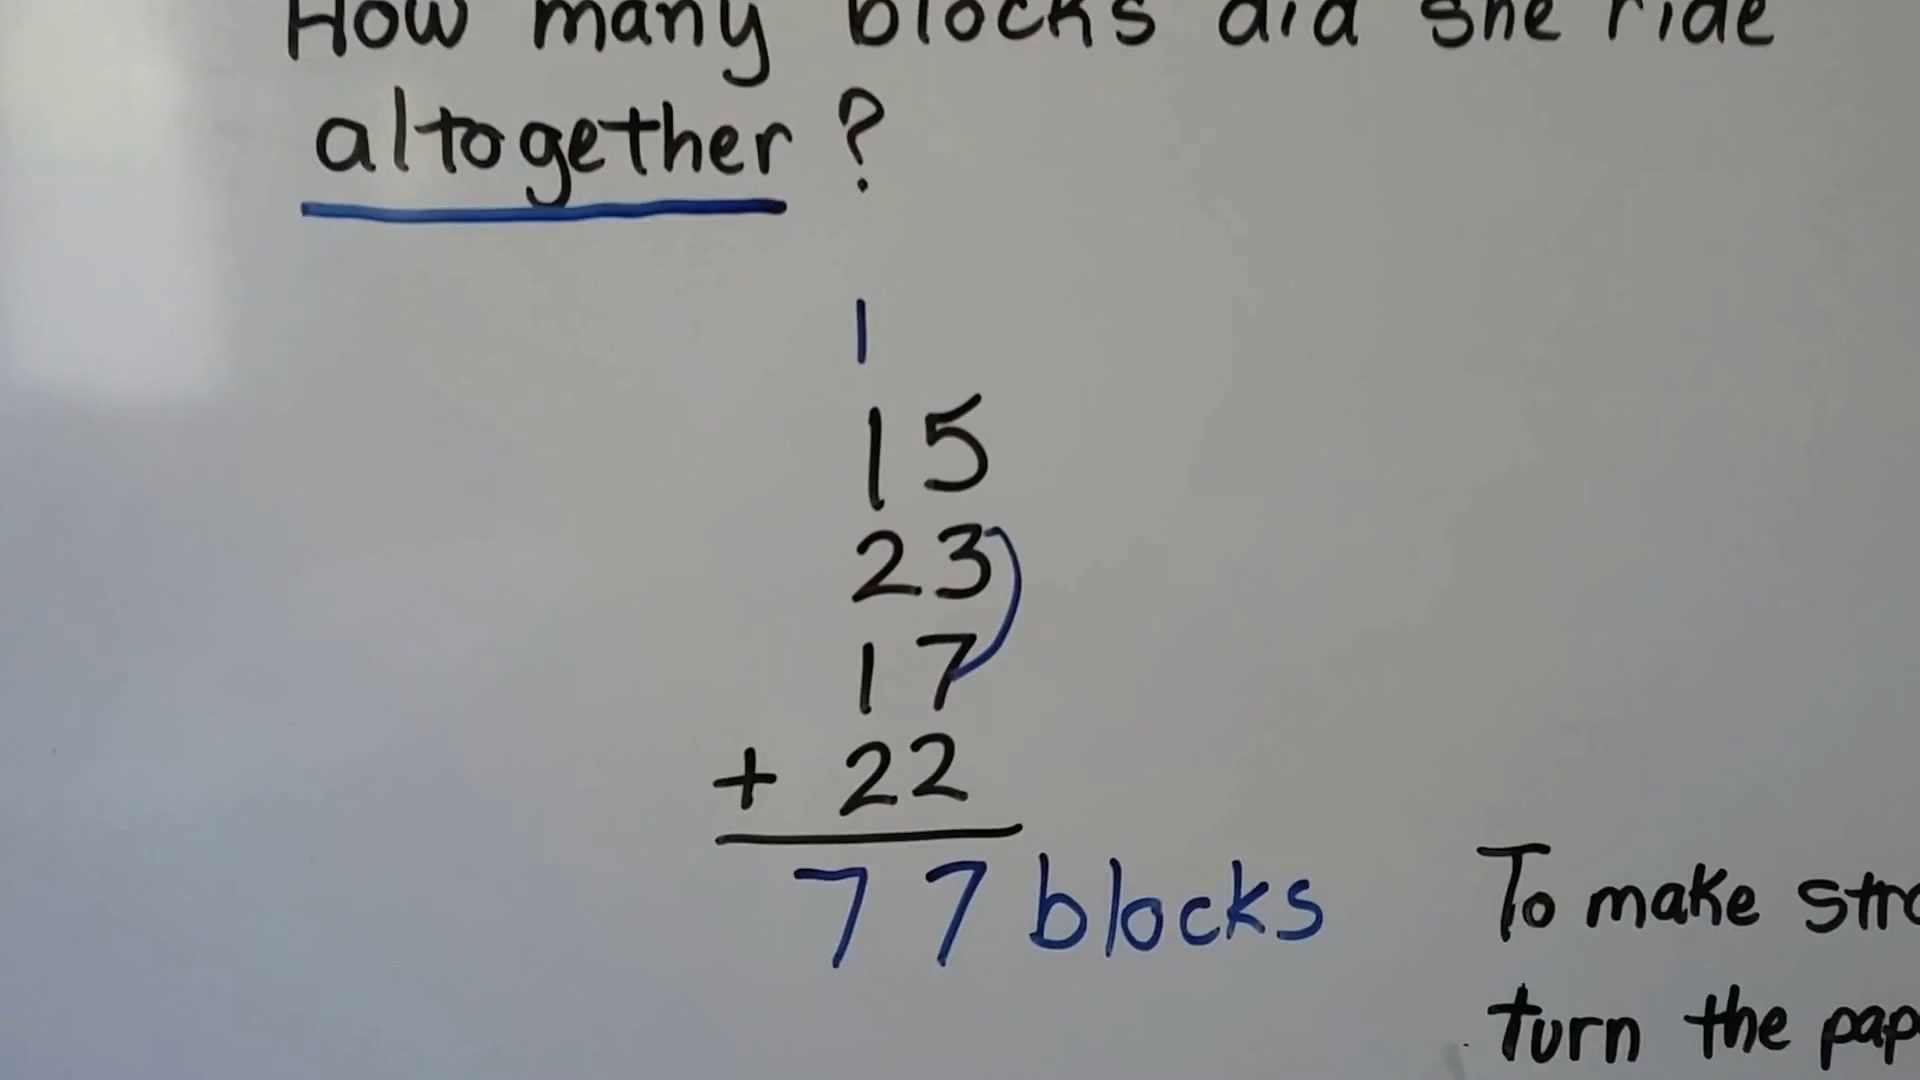 How many blocks did she ride
altogether ?
1
15
23
17
+ 22
77 blocks
To make
turn the